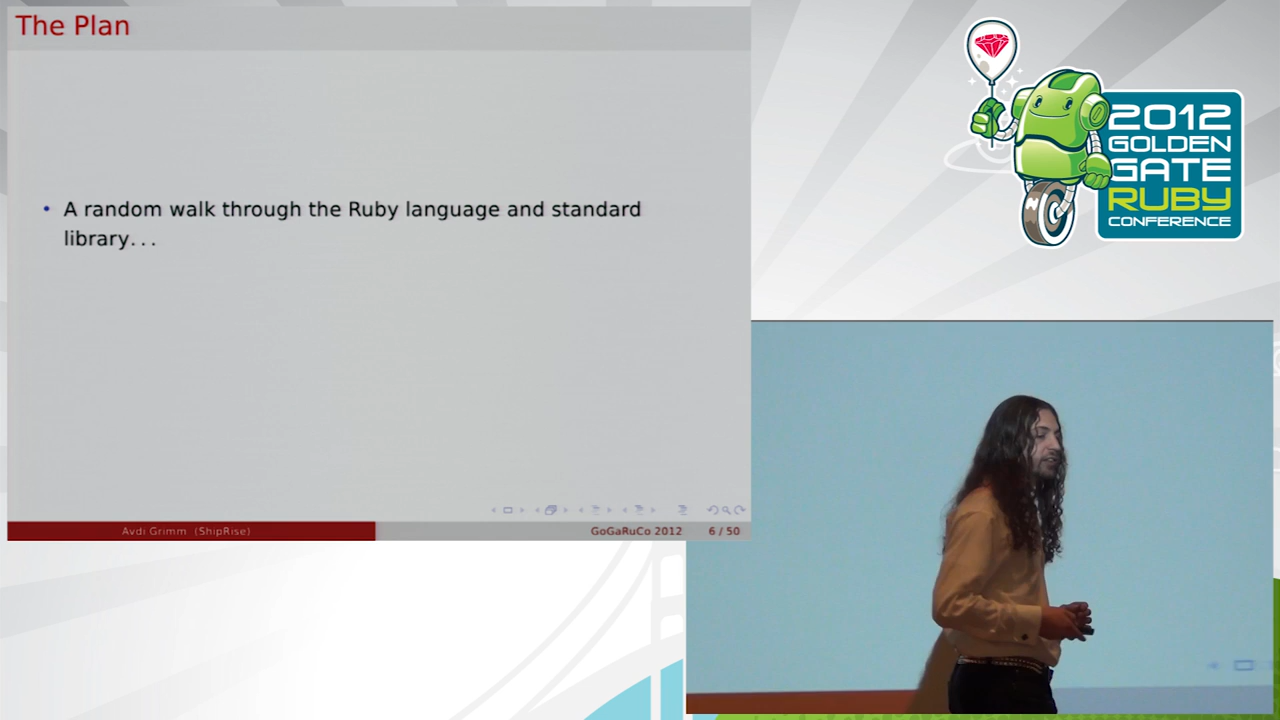 The Plan
• A random walk through the Ruby language and standard
library...
Avdi Grimm (ShipRise)
GoGaRuCo 2012
6 / 50
2012
GOLDEN
GATE
RUBY
CONFERENCE